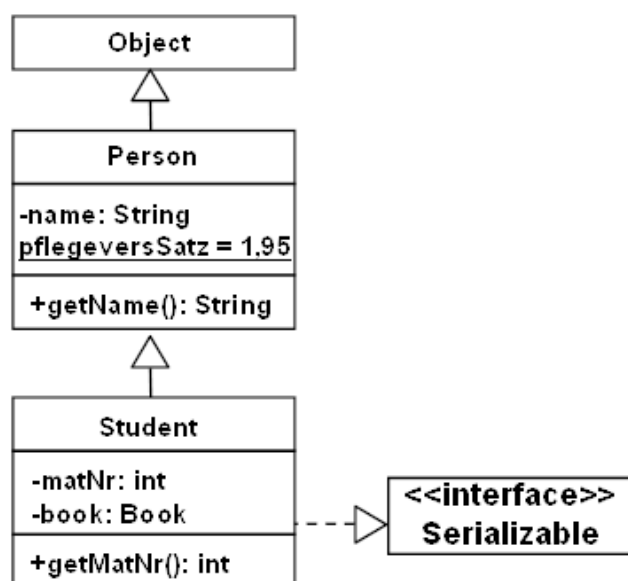 Object
Person
-name: String
pflegeversSatz = 1,95
+getName(): String
Student
-matNr: int
-book: Book
+getMatNr(): int
<<interface>>
Serializable